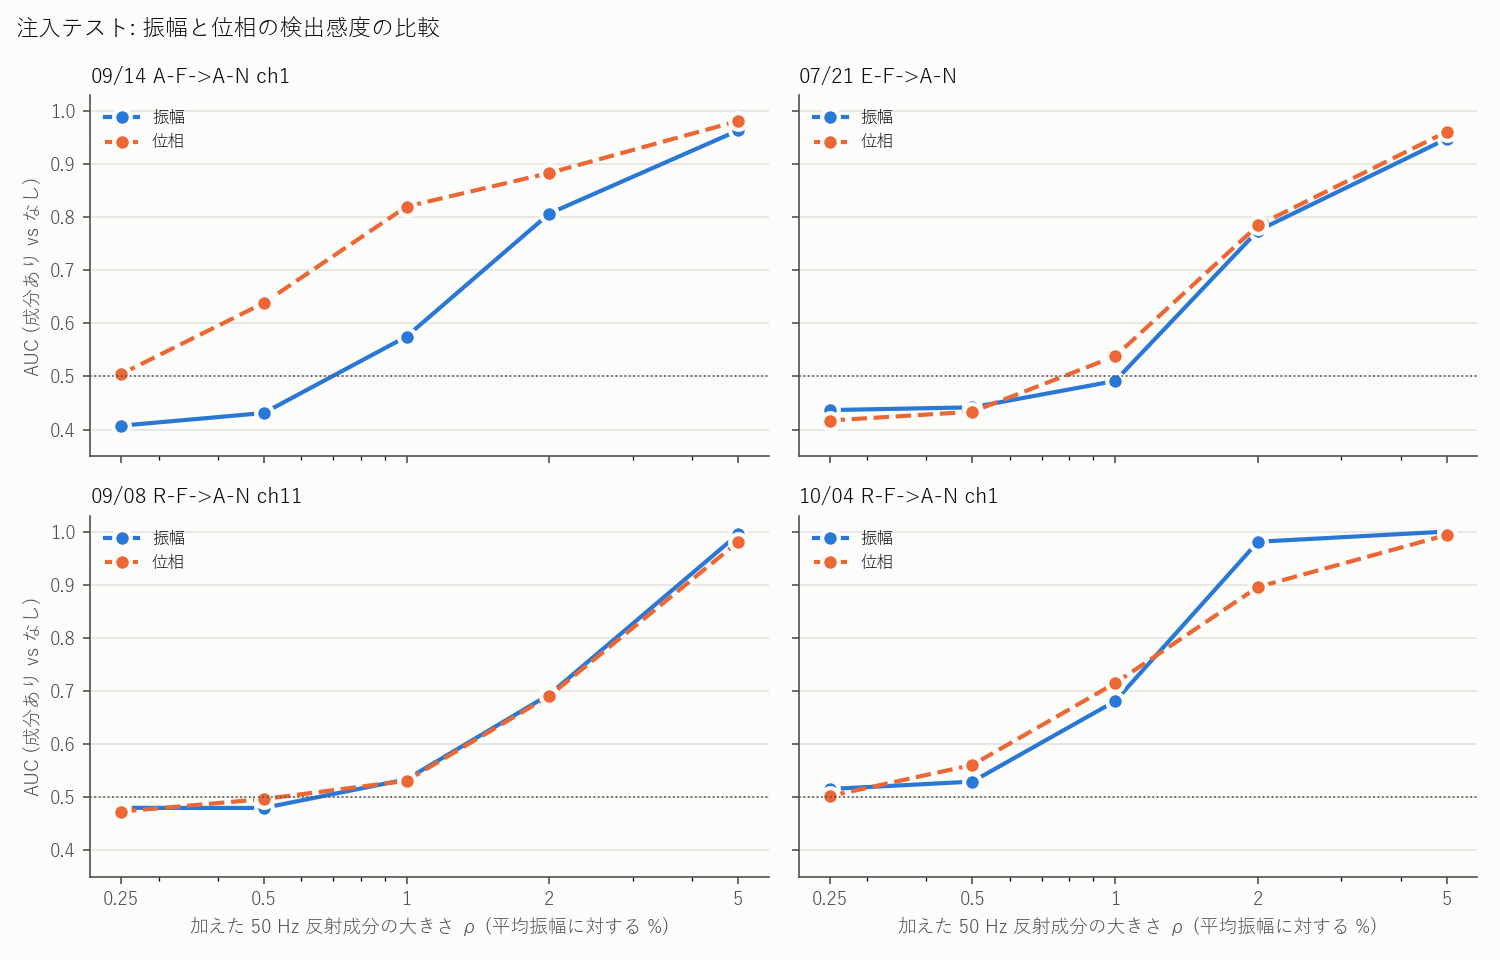 注入テスト: 振幅と位相の検出感度の比較
09/14 A-F->A-N ch1
振幅
位相
1.0
0.9
0.8
0.7
0.6
0.5
0.4
AUC (成分あり vs なし)
07/21 E-F->A-N
振幅
位相
09/08 R-F->A-N ch11
振幅
位相
1.0
0.9
0.8
0.7
0.6
0.5
0.4
AUC (成分あり vs なし)
0.25 0.5 1 2 5
加えた 50 Hz 反射成分の大きさ ρ (平均振幅に対する %)
10/04 R-F->A-N ch1
振幅
位相
0.25 0.5 1 2 5
加えた 50 Hz 反射成分の大きさ ρ (平均振幅に対する %)